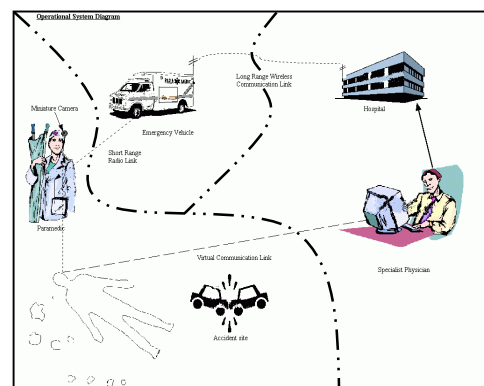 Operational System Diagram
Long Range Wireless
Communication Link
Miniature Camera
Hospital
Emergency Vehicle
Short Range
Radio Link
Paramedic
Virtual Communication Link
Specialist Physician
Accident site